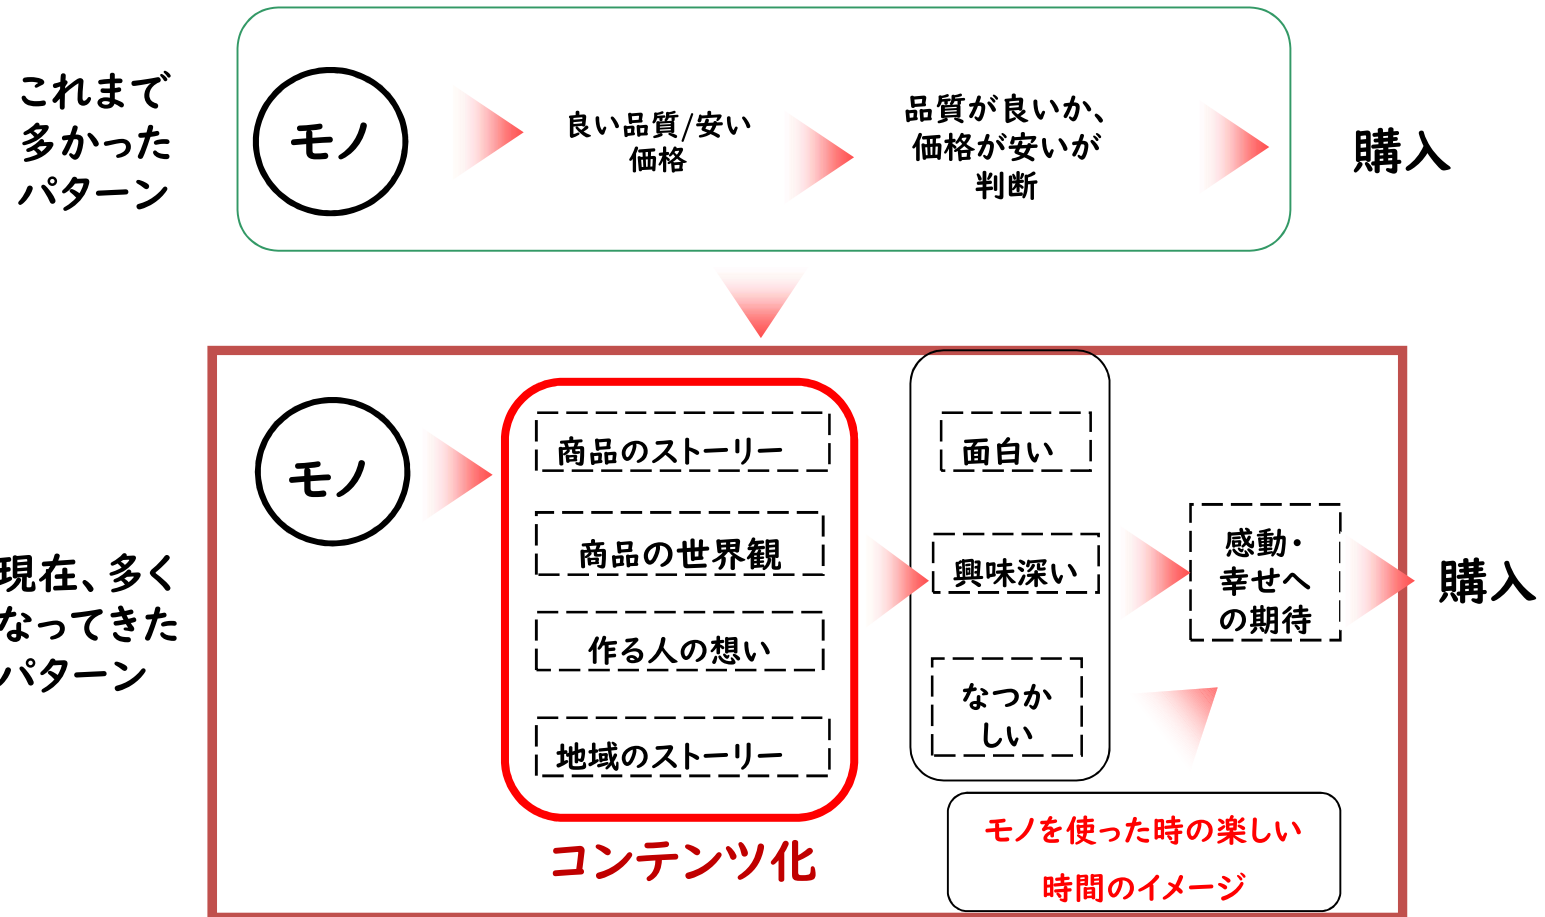 これまで
多かった
パターン
モノ
良い品質/安い
価格
品質が良いか、
価格が安いが
判断
購入
現在、多く
なってきた
パターン
モノ
商品のストーリー
商品の世界観
作る人の想い
地域のストーリー
コンテンツ化
面白い
興味深い
なつか
しい
感動・
幸せへ
の期待
購入
モノを使った時の楽しい
時間のイメージ